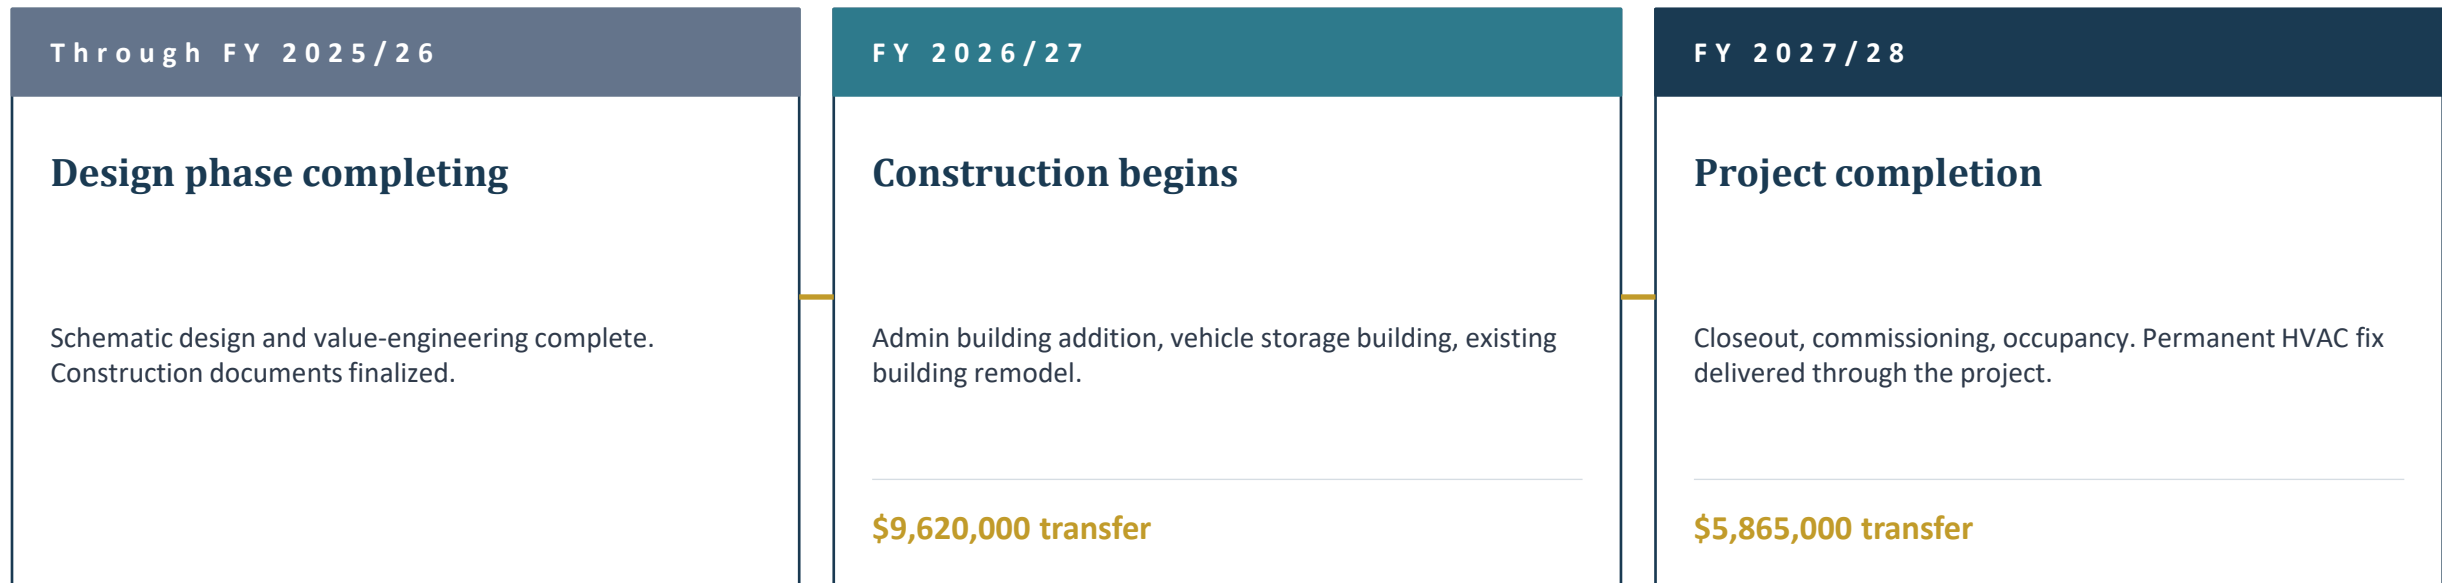 Through FY 2025/26
Design phase completing
Schematic design and value-engineering complete.
Construction documents finalized.
FY 2026/27
Construction begins
Admin building addition, vehicle storage building, existing
building remodel.
$9,620,000 transfer
FY 2027/28
Project completion
Closeout, commissioning, occupancy. Permanent HVAC fix
delivered through the project.
$5,865,000 transfer